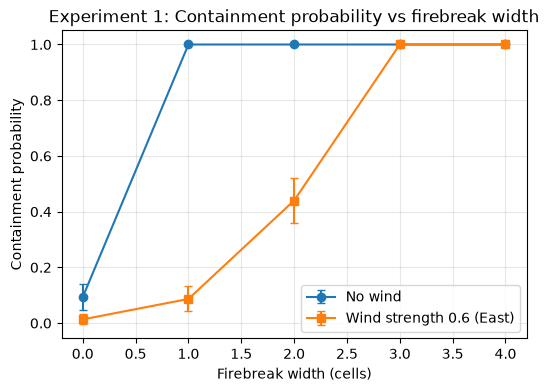 Experiment 1: Containment probability vs firebreak width
Containment probability
1.0
0.8
0.6
0.4
0.2
0.0
No wind
Wind strength 0.6 (East)
0.0 0.5 1.0 1.5 2.0 2.5 3.0 3.5 4.0
Firebreak width (cells)